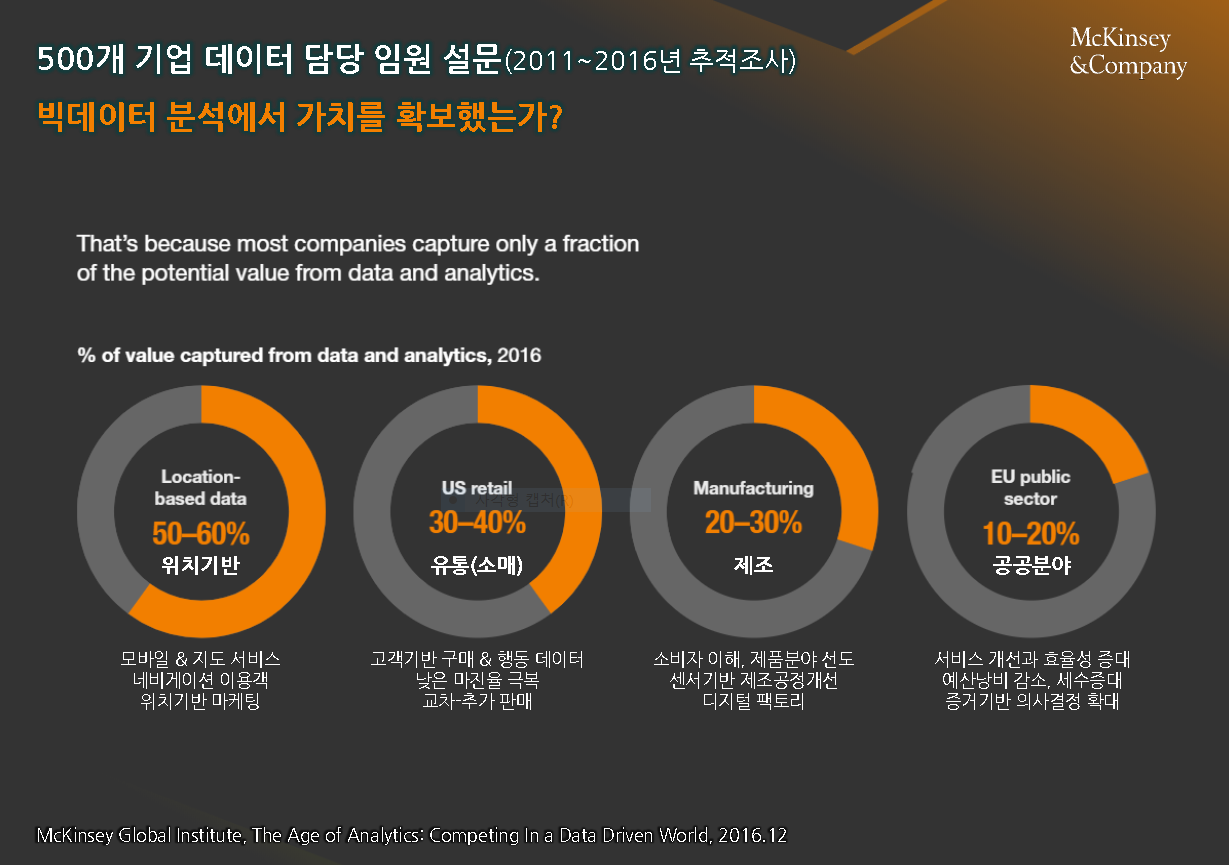 500개 기업 데이터 담당 임원 설문(2011~2016년 추적조사)
McKinsey
&Company
빅데이터 분석에서 가치를 확보했는가?
That's because most companies capture only a fraction
of the potential value from data and analytics.
% of value captured from data and analytics, 2016
Location-
based data
50–60%
위치기반
US retail
30–40%
유통(소매)
Manufacturing
20–30%
제조
EU public
sector
10–20%
공공분야
모바일 & 지도 서비스
네비게이션 이용객
위치기반 마케팅
고객기반 구매 & 행동 데이터
낮은 마진율 극복
교차-추가 판매
소비자 이해, 제품분야 선도
센서기반 제조공정개선
디지털 팩토리
서비스 개선과 효율성 증대
예산낭비 감소, 세수증대
증거기반 의사결정 확대
McKinsey Global Institute, The Age of Analytics: Competing In a Data Driven World, 2016.12